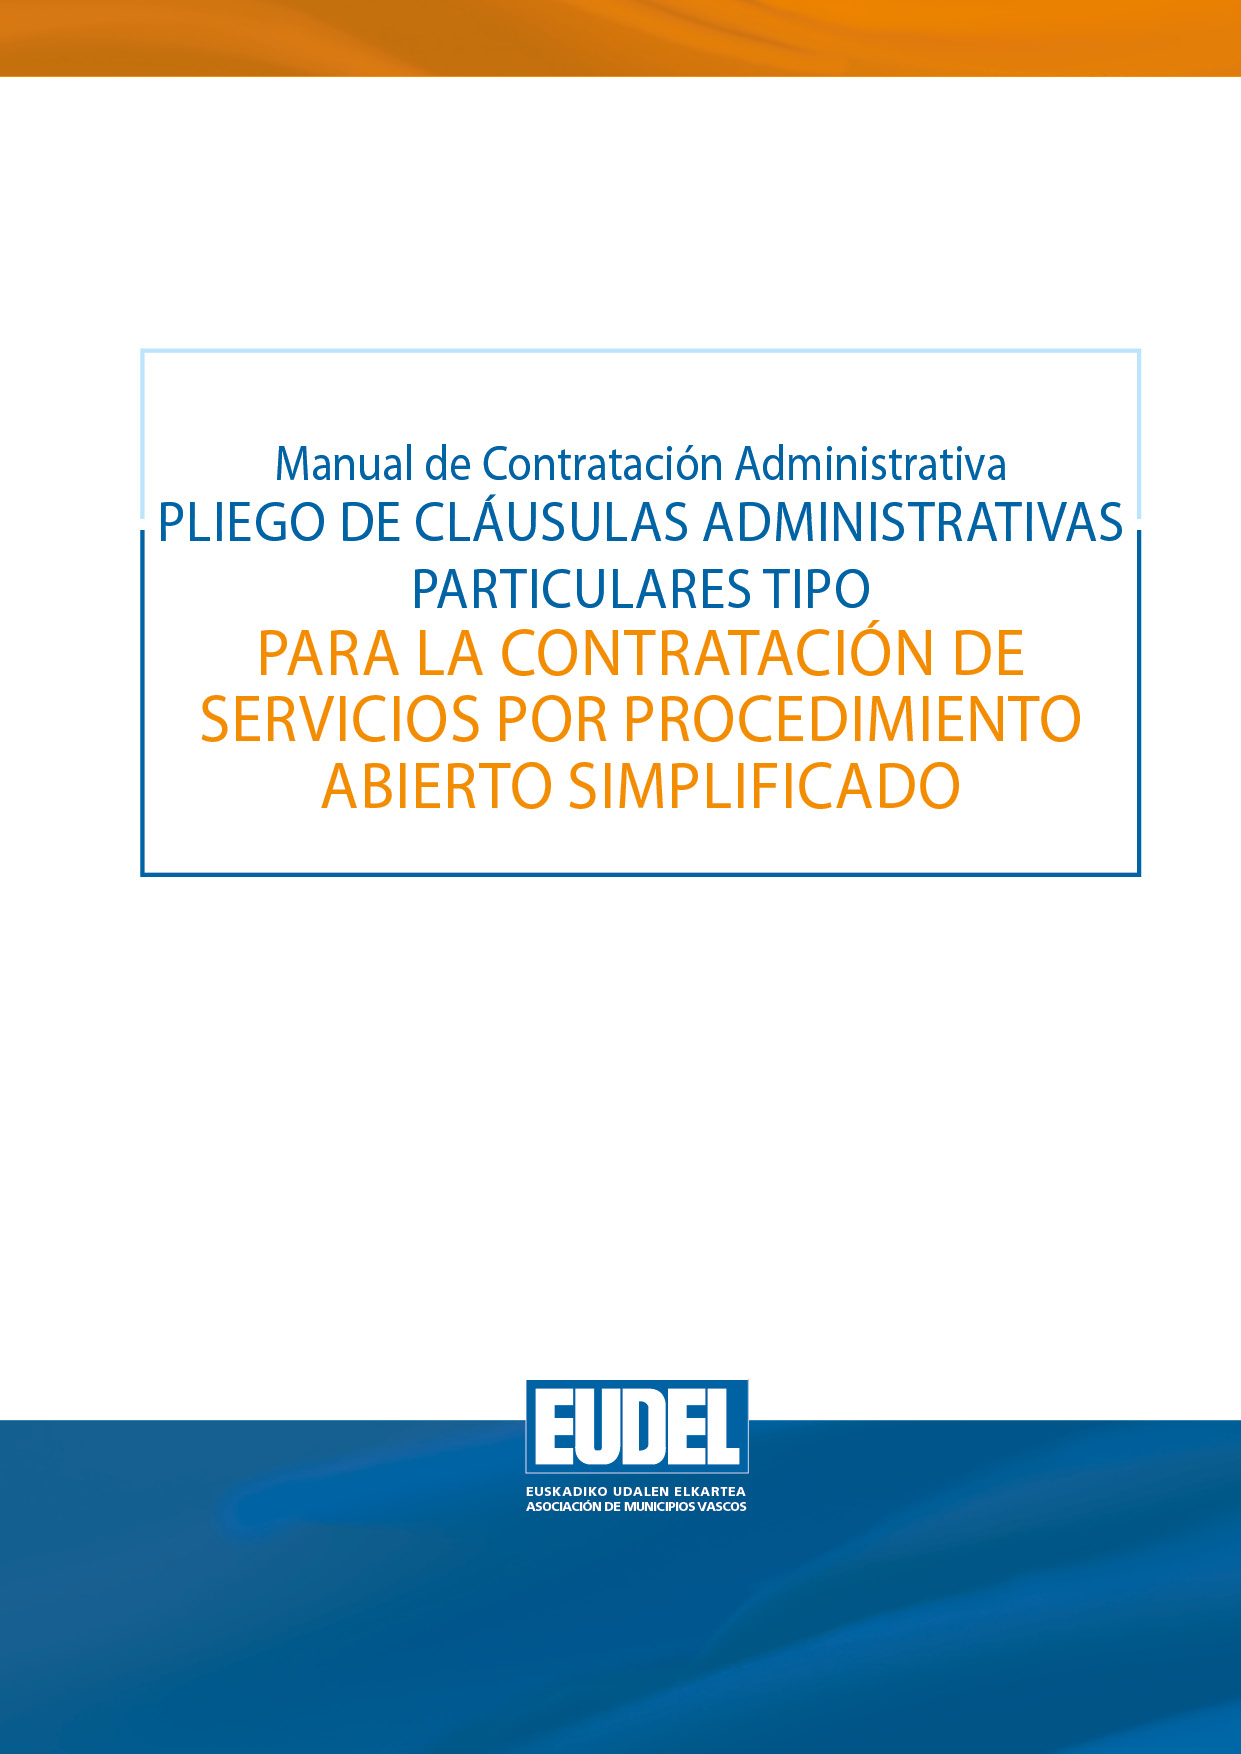 Manual de Contratación Administrativa
PLIEGO DE CLÁUSULAS ADMINISTRATIVAS
PARTICULARES TIPO
PARA LA CONTRATACIÓN DE
SERVICIOS POR PROCEDIMIENTO
ABIERTO SIMPLIFICADO
EUDEL
EUSKADIKO UDALEN ELKARTEA
ASOCIACIÓN DE MUNICIPIOS VASCOS